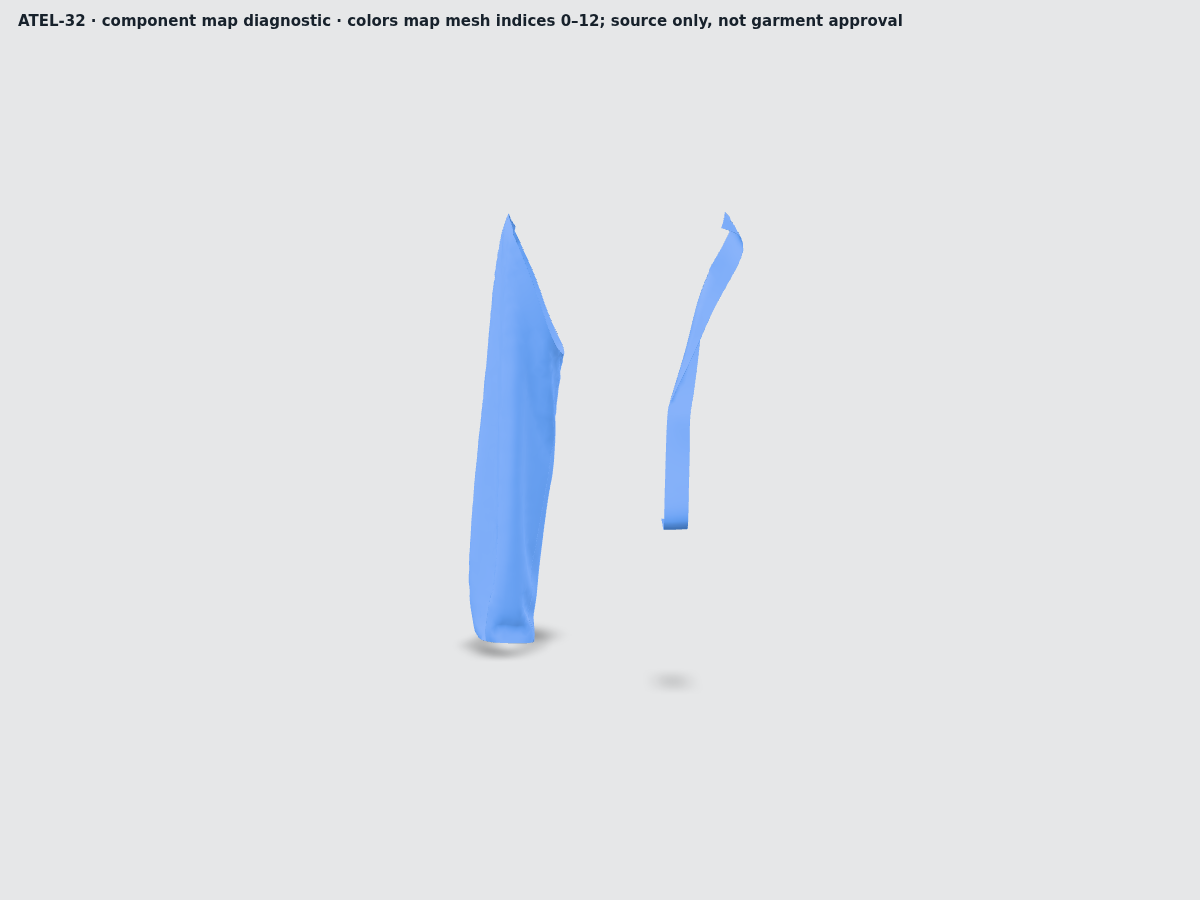 ATEL-32 · component map diagnostic · colors map mesh indices 0–12; source only, not garment approval